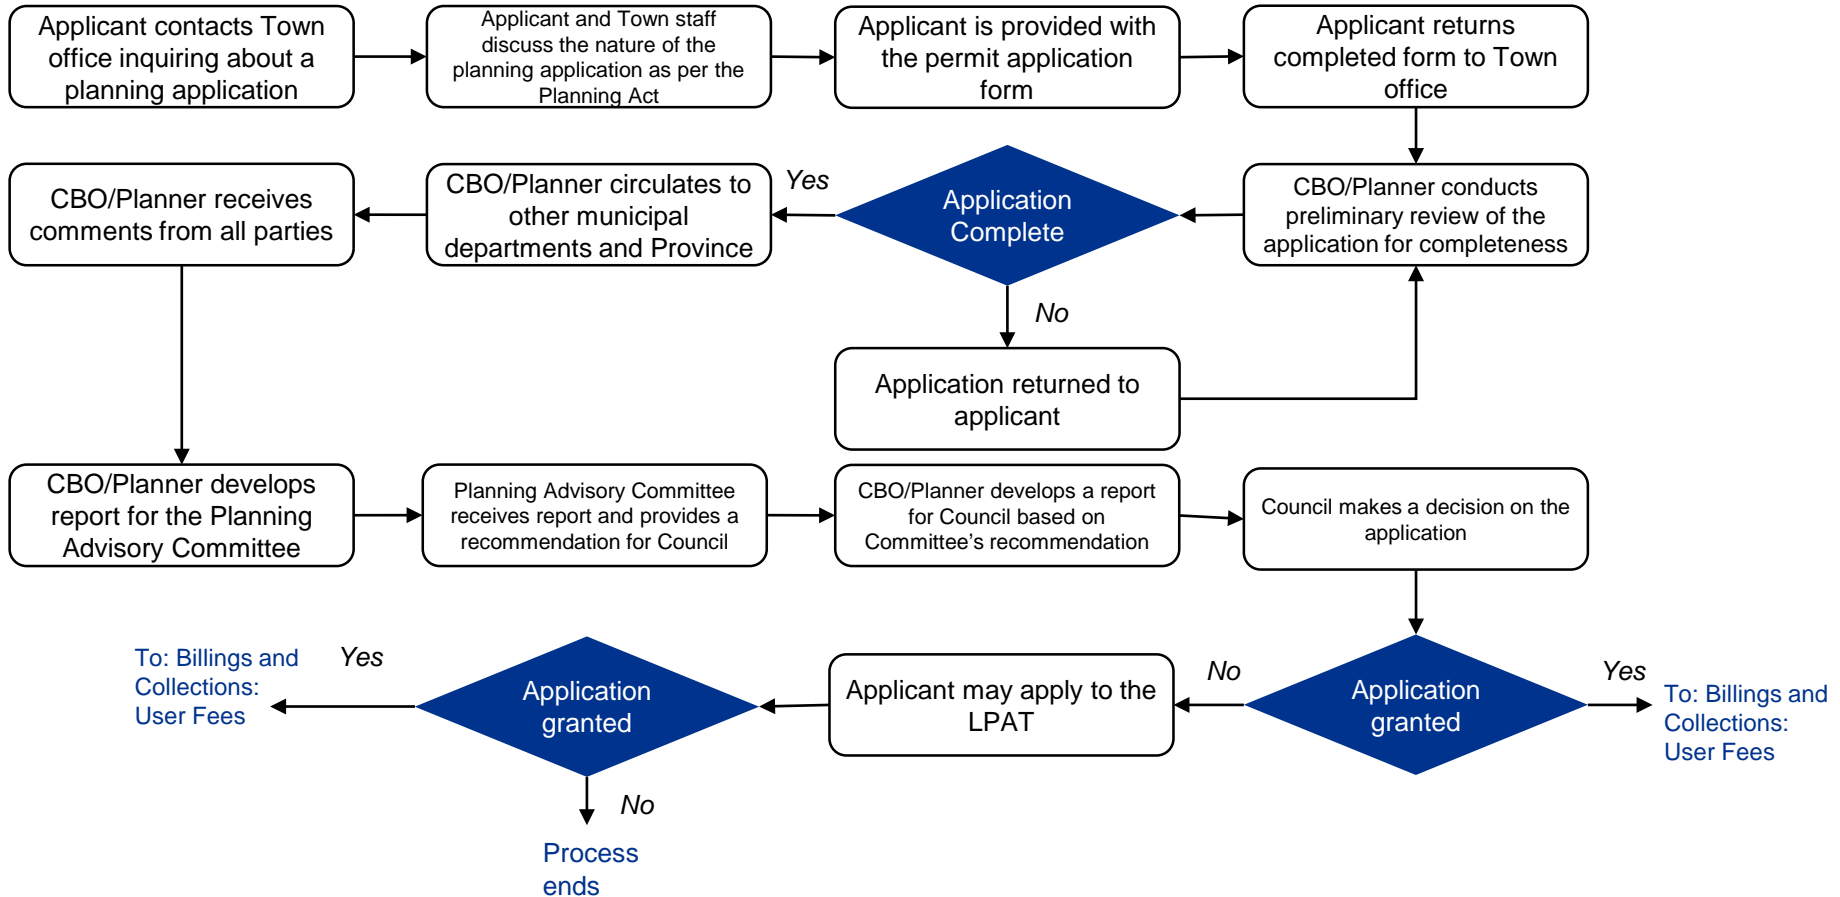 Applicant contacts Town
office inquiring about a
planning application
Applicant and Town staff
discuss the nature of the
planning application as per the
Planning Act
Applicant is provided with
the permit application
form
Applicant returns
completed form to Town
office
CBO/Planner receives
comments from all parties
CBO/Planner circulates to
other municipal
departments and Province
Yes
Application
Complete
CBO/Planner conducts
preliminary review of the
application for completeness
No
Application returned to
applicant
CBO/Planner develops
report for the Planning
Advisory Committee
Planning Advisory Committee
receives report and provides a
recommendation for Council
CBO/Planner develops a report
for Council based on
Committee's recommendation
Council makes a decision on the
application
To: Billings and
Collections:
User Fees
Yes
Application
granted
Applicant may apply to the
LPAT
No
Application
granted
Yes
To: Billings and
Collections:
User Fees
No
Process
ends